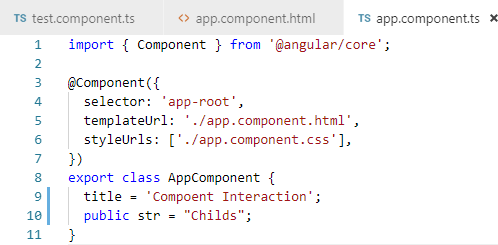 TS test.component.ts <> app.component.html TS app.component.ts ×
1 import { Component } from '@angular/core';
2
3 @Component({
4 selector: 'app-root',
5 templateUrl: './app.component.html',
6 styleUrls: ['./app.component.css'],
7 })
8 export class AppComponent {
9 title = 'Compoent Interaction';
10 public str = "Childs";
11 }